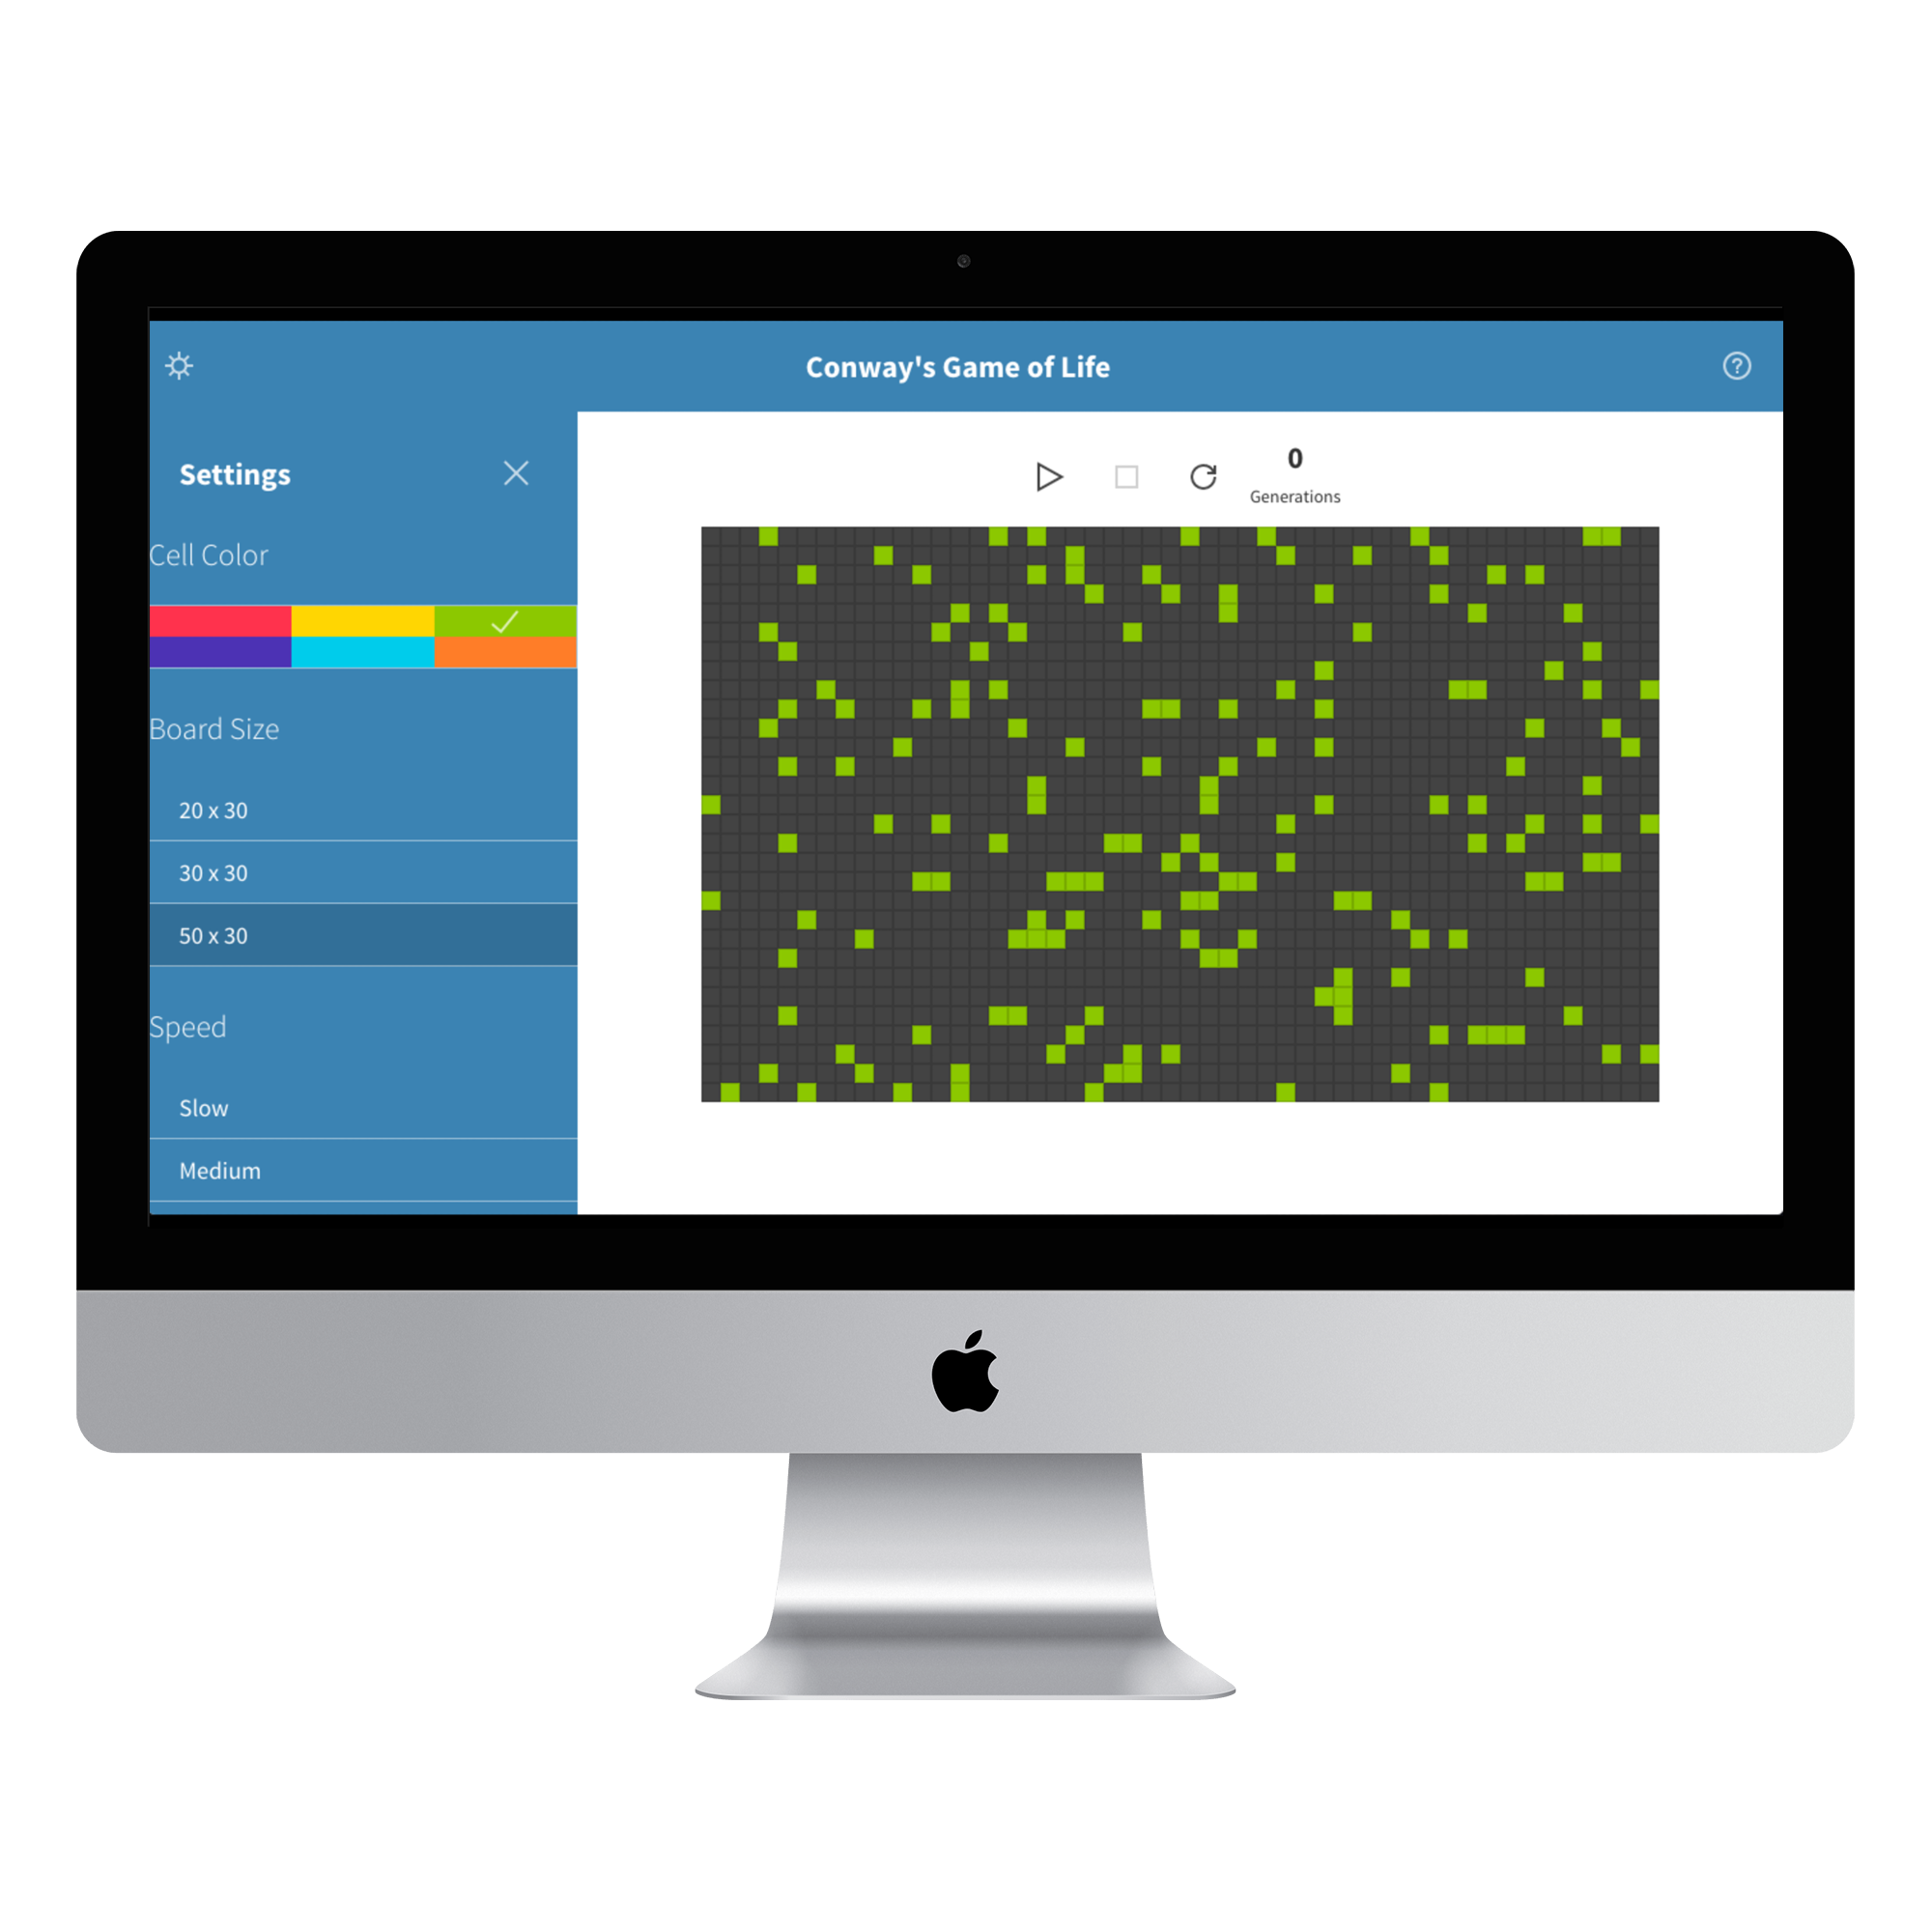 Conway's Game of Life
?
Settings
Cell Color
Board Size
20 x 30
30 x 30
50 x 30
Speed
Slow
Medium
0
Generations